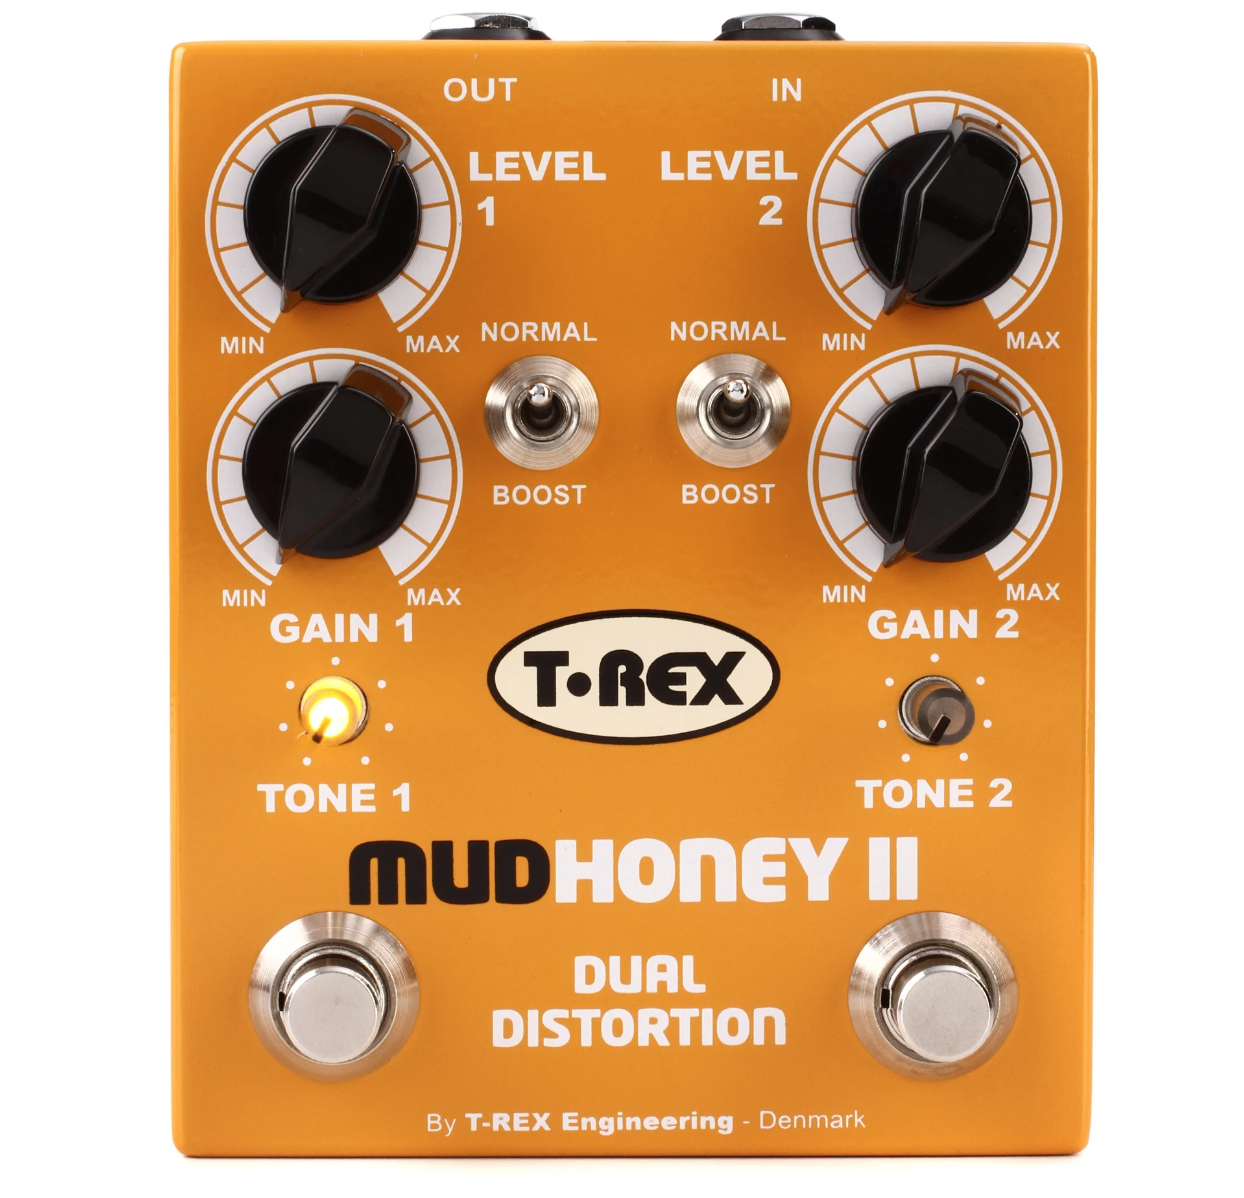 OUT
IN
LEVEL
1
LEVEL
2
MIN
MAX
NORMAL
NORMAL
MIN
MAX
BOOST
BOOST
MIN
MAX
MIN
MAX
GAIN 1
GAIN 2
T•REX
TONE 1
TONE 2
MUDHONEY II
DUAL
DISTORTION
By T-REX Engineering - Denmark